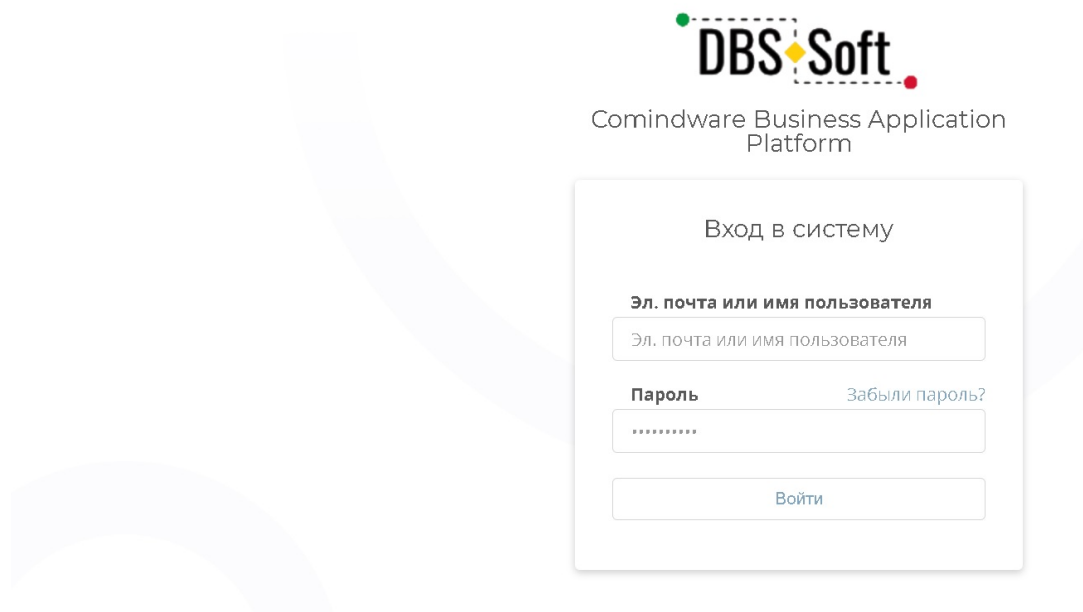 DBS Soft
Comindware Business Application
Platform
Вход в систему
Эл. почта или имя пользователя
Эл. почта или имя пользователя
Пароль Забыли пароль?
••••••••••
Войти